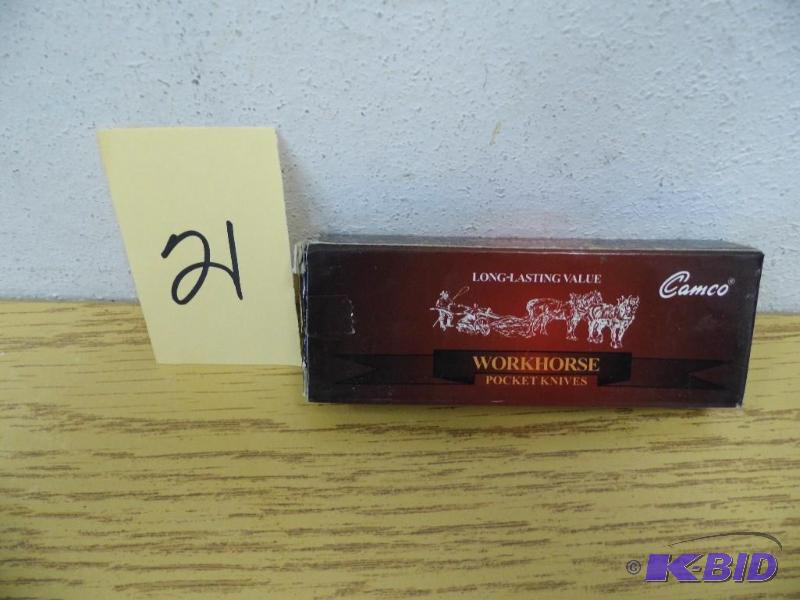 21
LONG-LASTING VALUE
Camco®
WORKHORSE
POCKET KNIVES
© K-BID